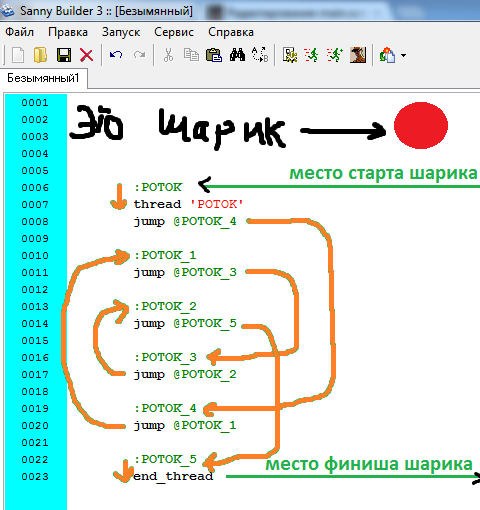 Sanny Builder 3 :: [Безымянный]
Файл Правка Запуск Сервис Справка
Безымянный1
0001
0002 Это шарик
0003
0004
0005 место старта шарика
0006 :POTOK
0007 thread 'POTOK'
0008 jump @POTOK_4
0009
0010 :POTOK_1
0011 jump @POTOK_3
0012
0013 :POTOK_2
0014 jump @POTOK_5
0015
0016 :POTOK_3
0017 jump @POTOK_2
0018
0019 :POTOK_4
0020 jump @POTOK_1
0021
0022 :POTOK_5 место финиша шарика
0023 end_thread